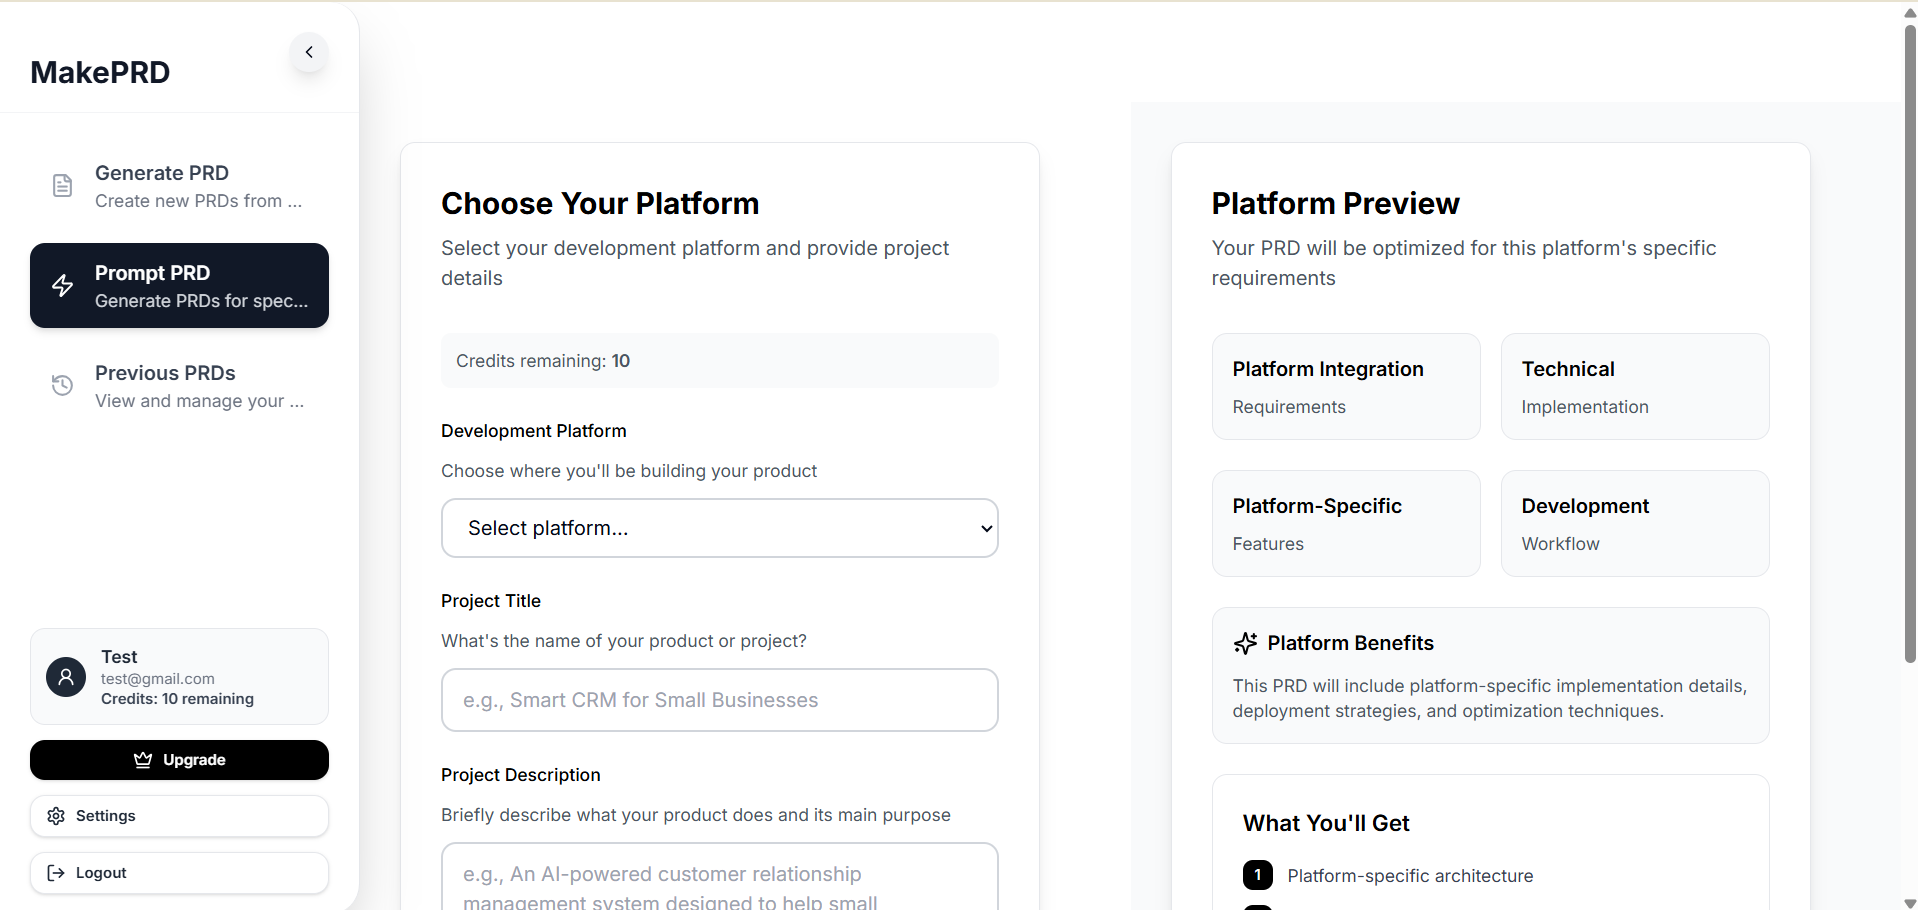 MakePRD
Generate PRD
Create new PRDs from ...
Prompt PRD
Generate PRDs for spec...
Previous PRDs
View and manage your ...
Test
test@gmail.com
Credits: 10 remaining
Upgrade
Settings
Logout
Choose Your Platform
Select your development platform and provide project
details
Credits remaining: 10
Development Platform
Choose where you'll be building your product
Select platform...
Project Title
What's the name of your product or project?
e.g., Smart CRM for Small Businesses
Project Description
Briefly describe what your product does and its main purpose
e.g., An AI-powered customer relationship
management system designed to help small
Platform Preview
Your PRD will be optimized for this platform's specific
requirements
Platform Integration
Requirements
Technical
Implementation
Platform-Specific
Features
Development
Workflow
Platform Benefits
This PRD will include platform-specific implementation details,
deployment strategies, and optimization techniques.
What You'll Get
1 Platform-specific architecture